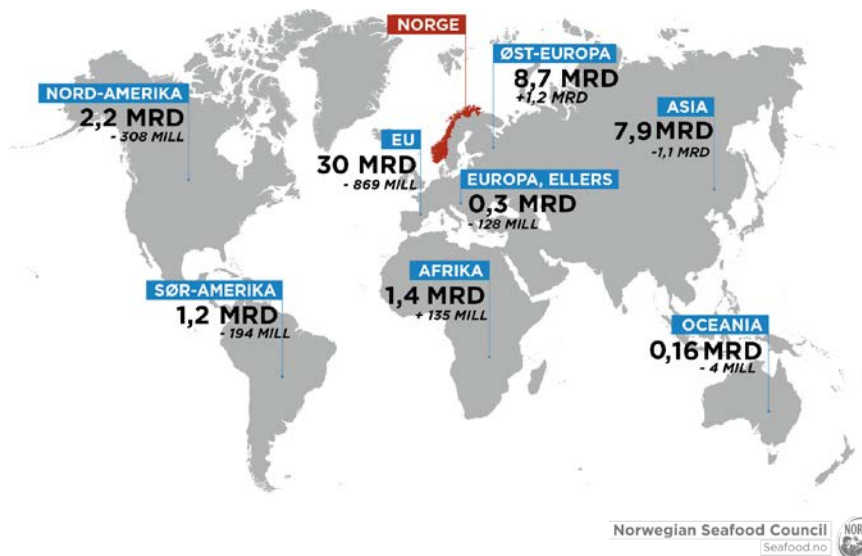 NORGE
ØST-EUROPA
8,7 MRD
+1,2 MRD
NORD-AMERIKA
2,2 MRD
- 308 MILL
ASIA
7,9 MRD
-1,1 MRD
EU
30 MRD
- 869 MILL
EUROPA, ELLERS
0,3 MRD
- 128 MILL
AFRIKA
1,4 MRD
+ 135 MILL
SØR-AMERIKA
1,2 MRD
- 194 MILL
OCEANIA
0,16 MRD
- 4 MILL
Norwegian Seafood Council
Seafood.no
NOR